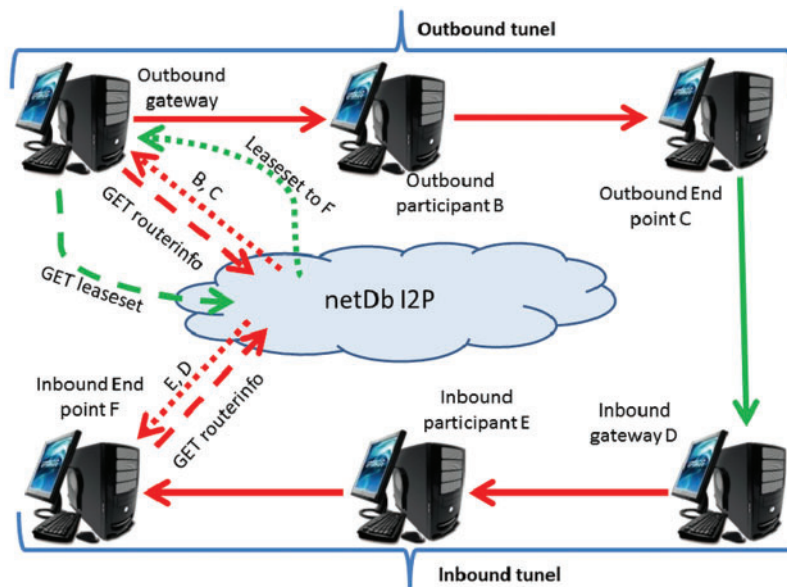 Outbound tunel
Outbound
gateway
Leaseset to F
B, C
GET routerinfo
Outbound
participant B
Outbound End
point C
GET leaseset
netDb I2P
E, D
GET routerinfo
Inbound End
point F
Inbound
participant E
Inbound
gateway D
Inbound tunel